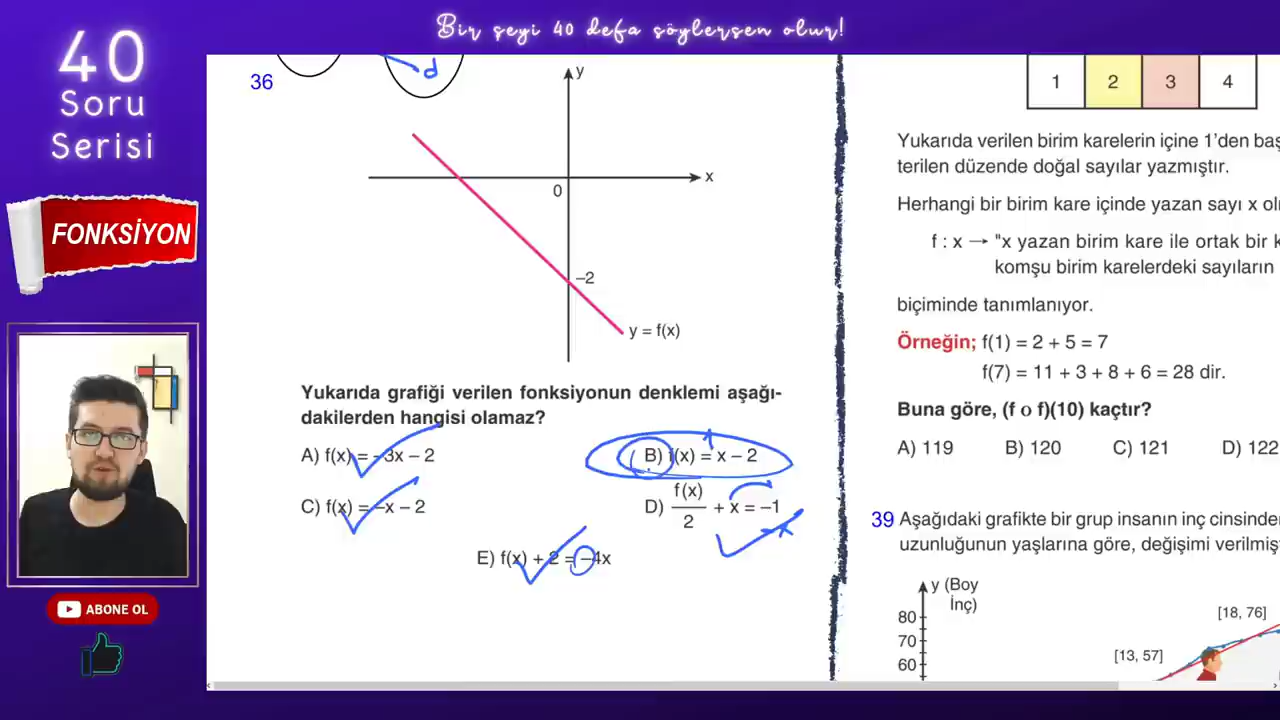 Bir şeyi 40 defa söylersen olur!
40
Soru
Serisi
FONKSİYON
ABONE OL
36
d
y
x
0
–2
y = f(x)
Yukarıda grafiği verilen fonksiyonun denklemi aşağı-
dakilerden hangisi olamaz?
A) f(x) = –3x – 2
B) f(x) = x – 2
C) f(x) = –x – 2
D) f(x)/2 + x = –1
–x
E) f(x) + 2 = –4x
1 2 3 4
Yukarıda verilen birim karelerin içine 1'den baş
terilen düzende doğal sayılar yazmıştır.
Herhangi bir birim kare içinde yazan sayı x olm
f : x → "x yazan birim kare ile ortak bir k
komşu birim karelerdeki sayıların
biçiminde tanımlanıyor.
Örneğin; f(1) = 2 + 5 = 7
f(7) = 11 + 3 + 8 + 6 = 28 dir.
Buna göre, (f o f)(10) kaçtır?
A) 119 B) 120 C) 121 D) 122
39 Aşağıdaki grafikte bir grup insanın inç cinsinden
uzunluğunun yaşlarına göre, değişimi verilmişt
y (Boy
İnç)
80
70
60
[18, 76]
[13, 57]